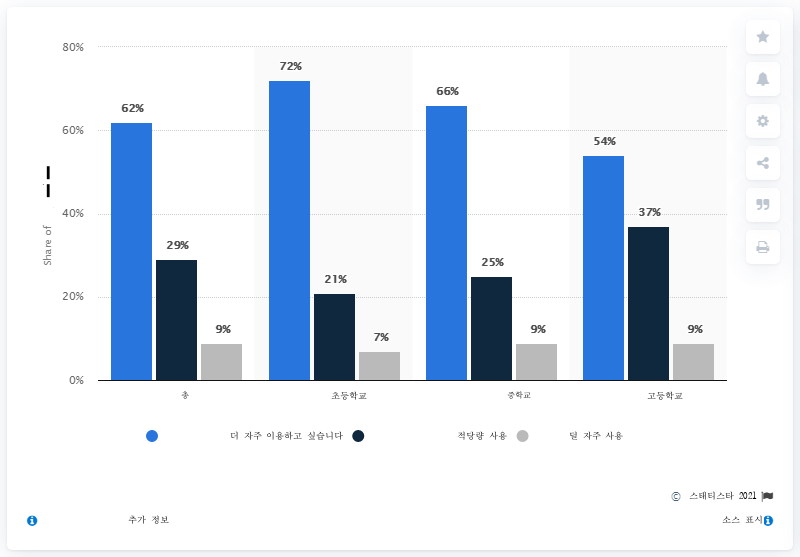 80%
72%
66%
62%
60%
54%
40%
37%
29%
25%
21%
20%
9%
7%
9%
9%
0%
Share of
총
초등학교
중학교
고등학교
더 자주 이용하고 싶습니다
적당량 사용
덜 자주 사용
© 스태티스타 2021
추가 정보
소스 표시